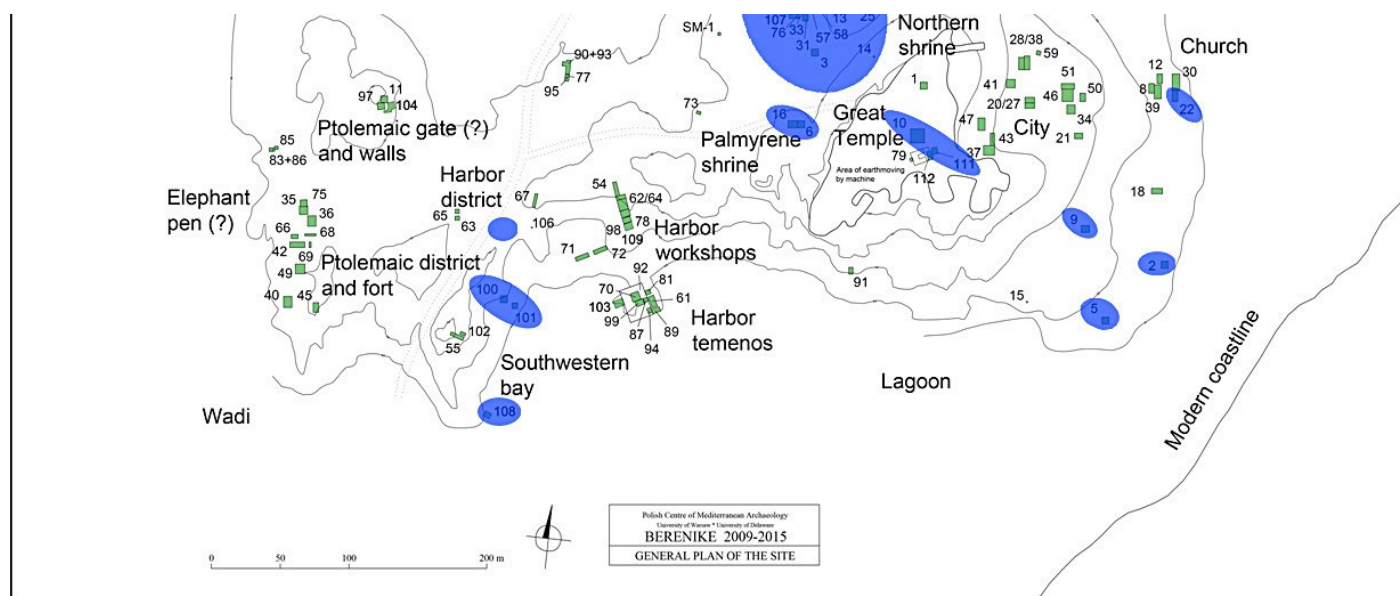 107
13
25
76
33
57
58
31
3
14
SM-1
Northern
shrine
28/38
59
Church
90+93
77
95
97
11
104
Ptolemaic gate (?)
and walls
73
16
6
Palmyrene
shrine
Great
Temple
10
79
111
112
Area of earthmoving
by machine
1
41
20/27
51
46
50
34
21
City
47
43
37
12
8
39
30
22
18
85
83+86
Elephant
pen (?)
35
75
36
66
68
42
69
49
40
45
Ptolemaic district
and fort
Harbor
district
65
63
67
106
54
62/64
78
98
109
Harbor
workshops
71
72
92
81
70
61
103
99
87
89
94
Harbor
temenos
91
15
9
2
5
100
101
102
55
Southwestern
bay
108
Wadi
Lagoon
Modern coastline
0 50 100 200 m
Polish Centre of Mediterranean Archaeology
University of Warsaw * University of Delaware
BERENIKE 2009-2015
GENERAL PLAN OF THE SITE